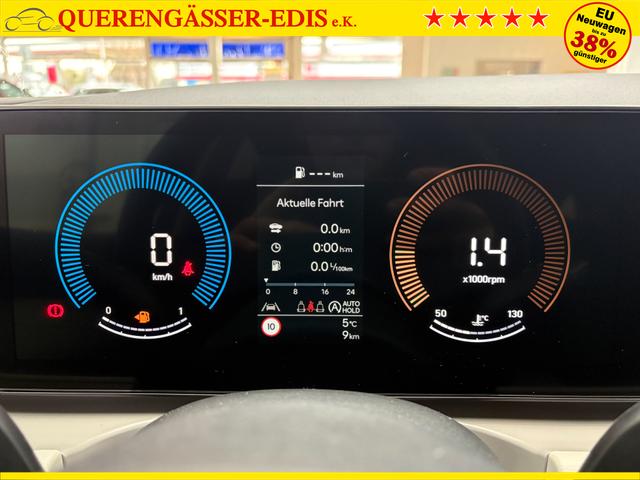 QUERENGÄSSER-EDIS e.K.
EU
Neuwagen
bis zu
38%
günstiger
--- km
Aktuelle Fahrt
0.0 km
0:00 h:m
0.0 L/100km
0 8 16 24
AUTO
HOLD
10
5°C
9 km
0
km/h
0 1
1.4
x1000rpm
50 °C 130